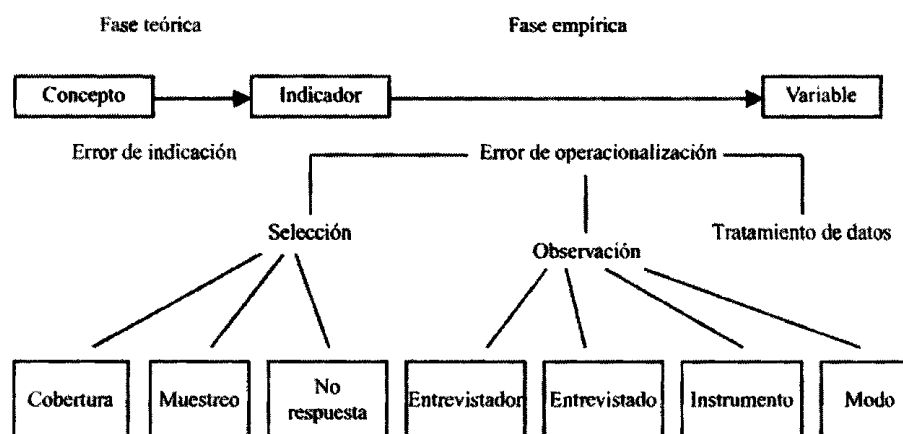 Fase teórica
Fase empírica
Concepto
Indicador
Variable
Error de indicación
Error de operacionalización
Selección
Observación
Tratamiento de datos
Cobertura
Muestreo
No
respuesta
Entrevistador
Entrevistado
Instrumento
Modo